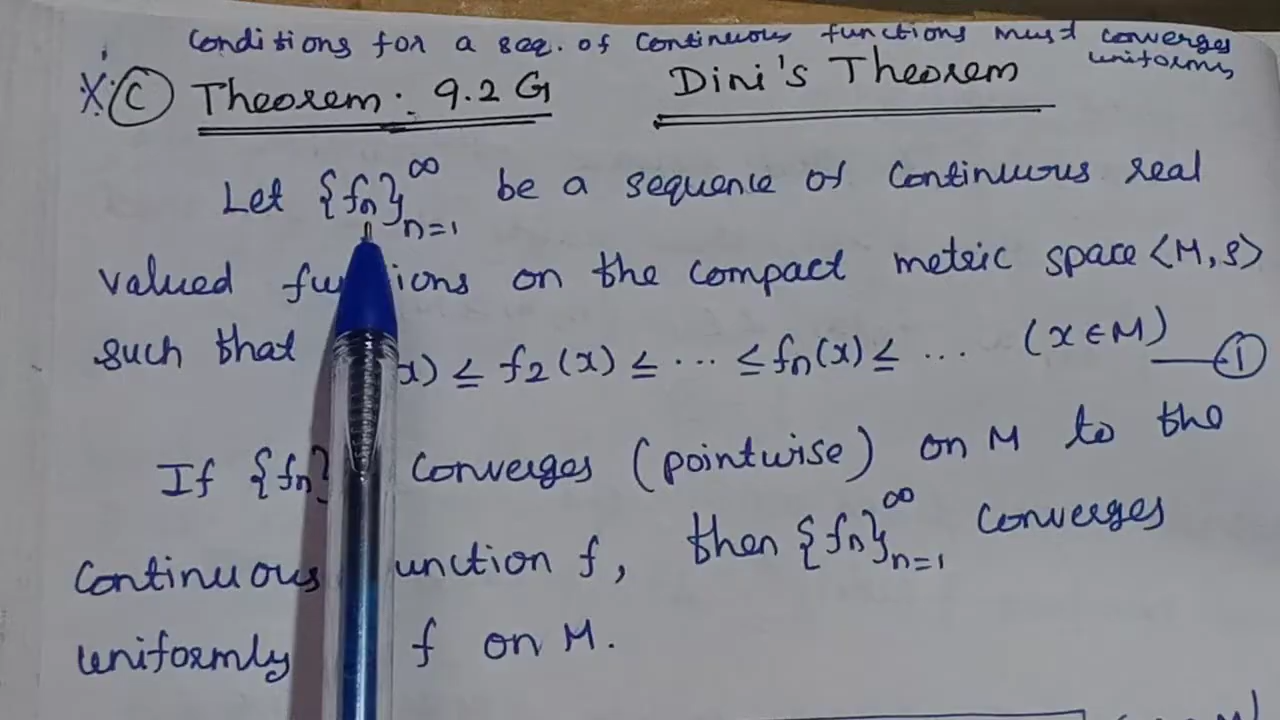 Conditions for a seq. of continuous functions must converges
uniformly
X: (C) Theorem: 9.2 G Dini's Theorem
Let {fn}∞n=1 be a sequence of continuous real
valued fu ions on the compact metric space <M, ρ>
such that x) ≤ f2(x) ≤ ... ≤ fn(x) ≤ ... (x ∈ M) — ①
If {fn} converges (pointwise) on M to the
continuous unction f, then {fn}∞n=1 converges
uniformly f on M.